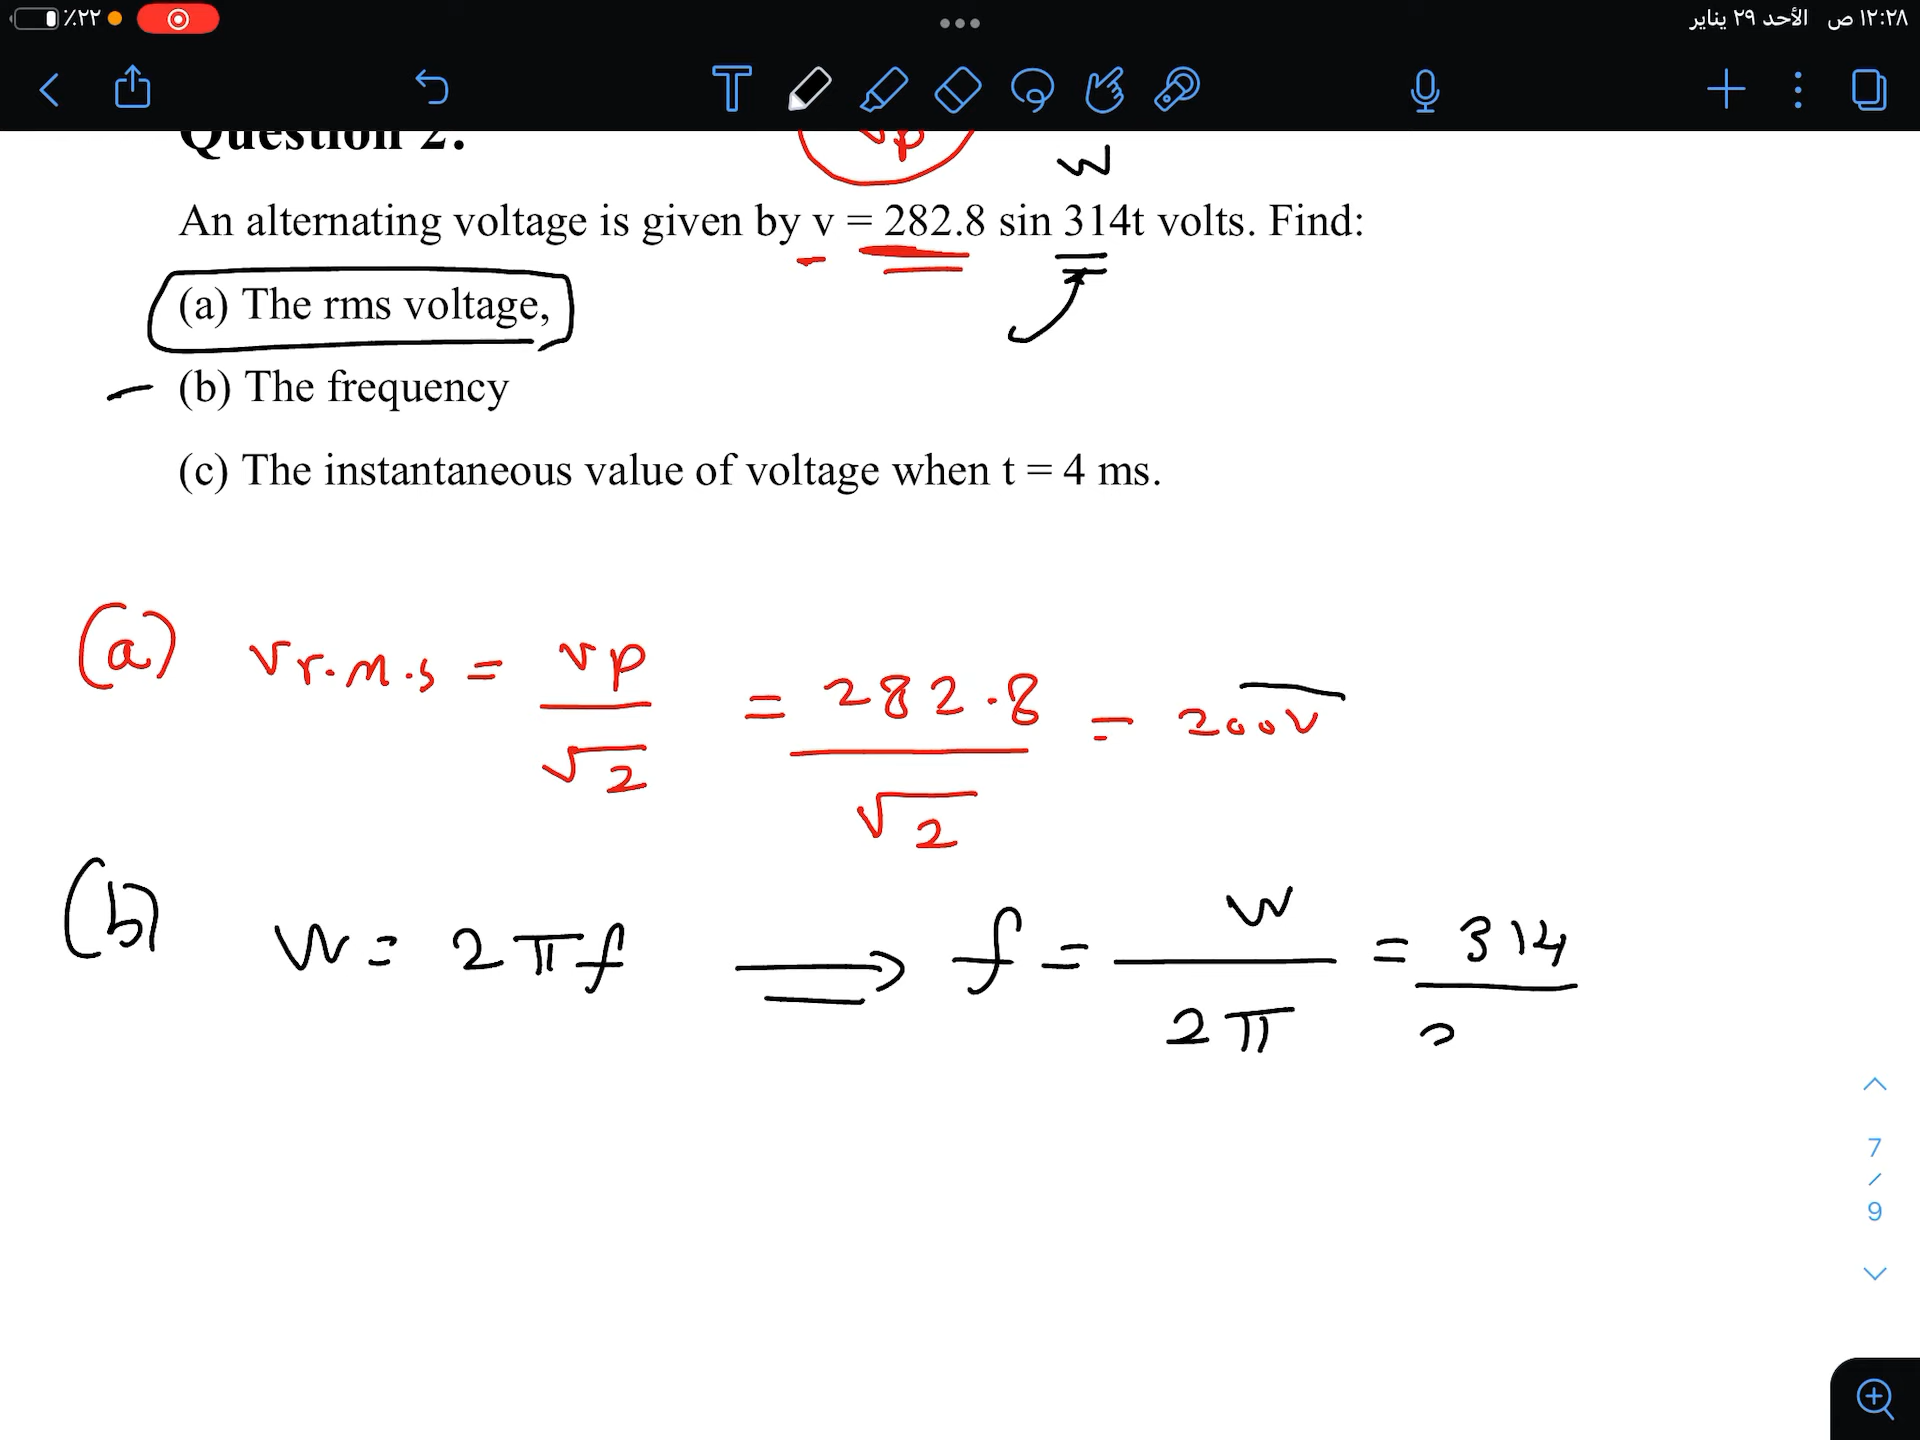 ٪٢٢
١٢:٢٨ ص الأحد ٢٩ يناير
Question 2:
vp
w
An alternating voltage is given by v = 282.8 sin 314t volts. Find:
(a) The rms voltage,
(b) The frequency
(c) The instantaneous value of voltage when t = 4 ms.
(a) Vr.m.s = vp/√2 = 282.8/√2 = 200V
(b) w = 2πf ⟹ f = w/2π = 314/2
7
/
9